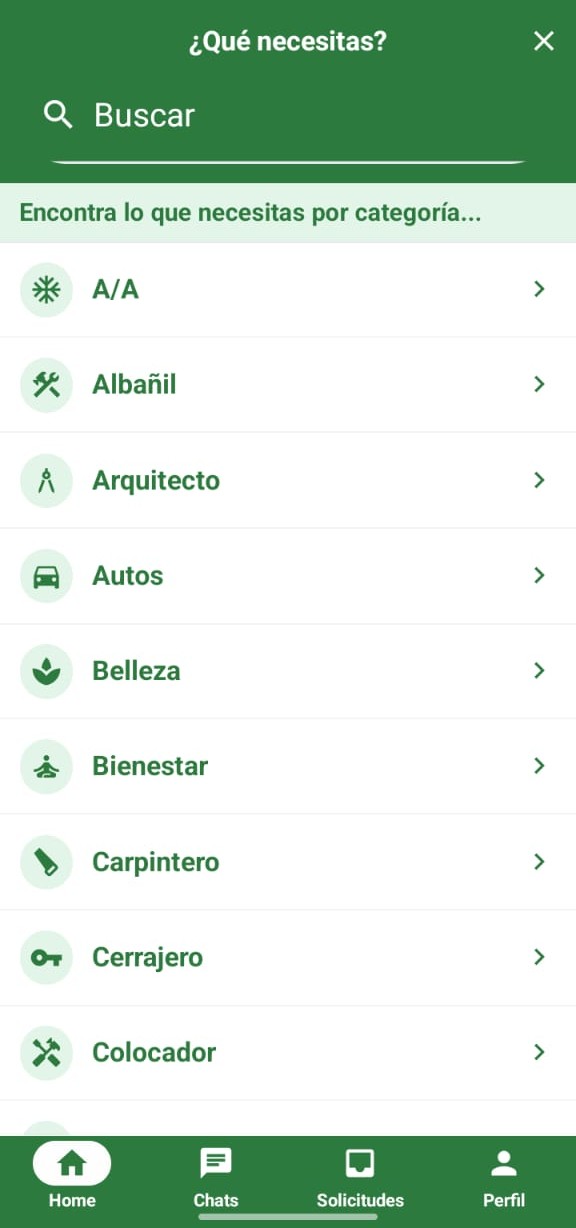 ¿Qué necesitas?
Buscar
Encontra lo que necesitas por categoría...
A/A
Albañil
Arquitecto
Autos
Belleza
Bienestar
Carpintero
Cerrajero
Colocador
Home
Chats
Solicitudes
Perfil